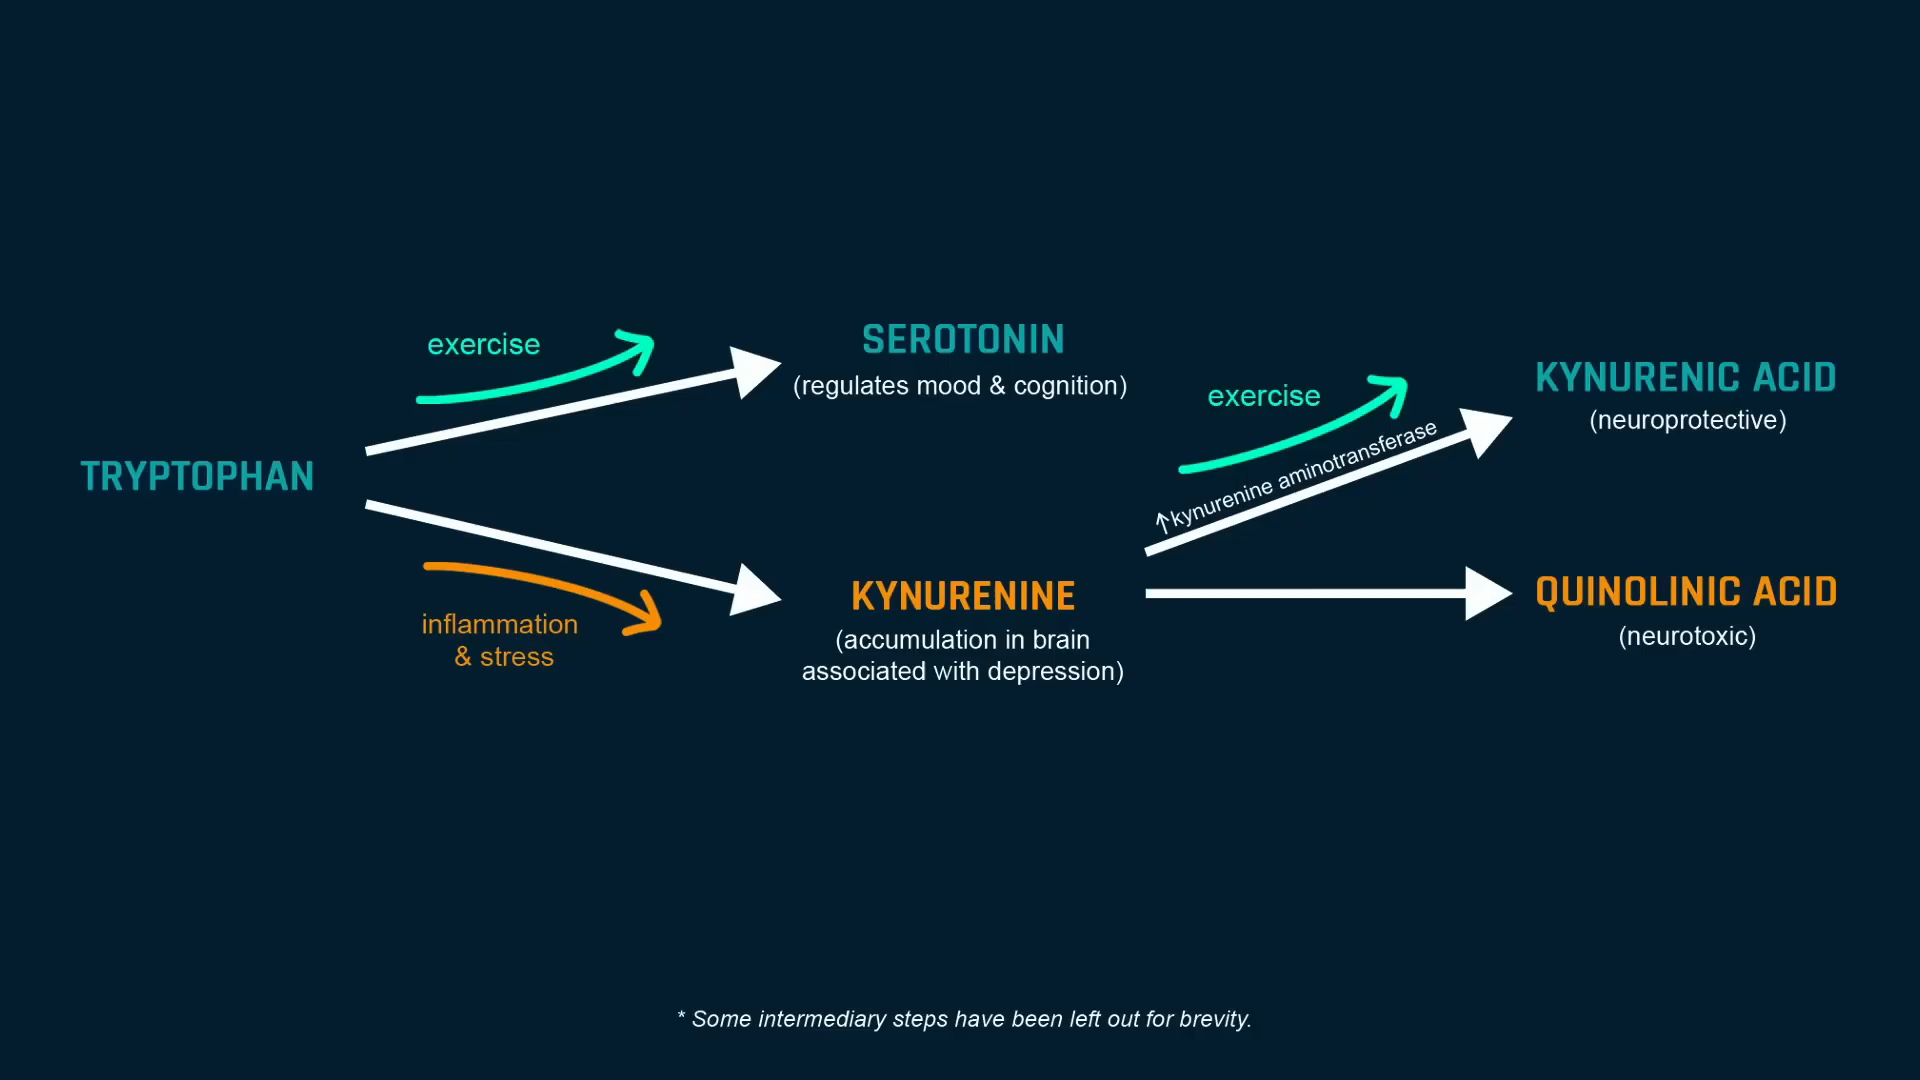 TRYPTOPHAN
exercise
inflammation
& stress
SEROTONIN
(regulates mood & cognition)
KYNURENINE
(accumulation in brain
associated with depression)
exercise
↑kynurenine aminotransferase
KYNURENIC ACID
(neuroprotective)
QUINOLINIC ACID
(neurotoxic)
* Some intermediary steps have been left out for brevity.